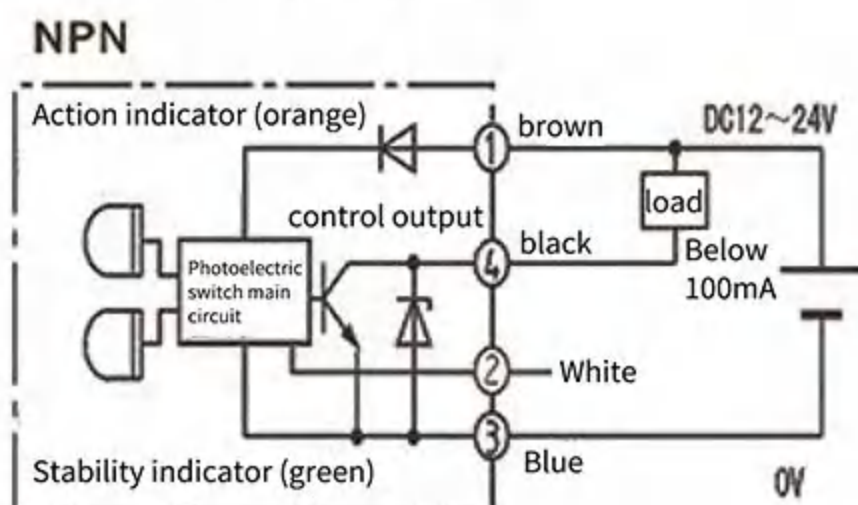 NPN
Action indicator (orange)
1
brown
DC12～24V
load
control output
4
black
Below
100mA
Photoelectric
switch main
circuit
2
White
3
Blue
Stability indicator (green)
0V